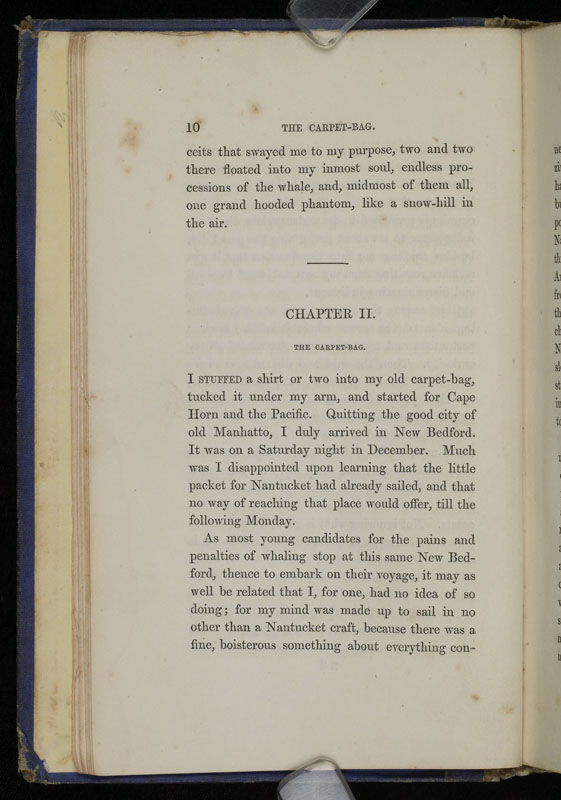 10 THE CARPET-BAG.
ceits that swayed me to my purpose, two and two
there floated into my inmost soul, endless pro-
cessions of the whale, and, midmost of them all,
one grand hooded phantom, like a snow-hill in
the air.
CHAPTER II.
THE CARPET-BAG.
I STUFFED a shirt or two into my old carpet-bag,
tucked it under my arm, and started for Cape
Horn and the Pacific. Quitting the good city of
old Manhatto, I duly arrived in New Bedford.
It was on a Saturday night in December. Much
was I disappointed upon learning that the little
packet for Nantucket had already sailed, and that
no way of reaching that place would offer, till the
following Monday.
As most young candidates for the pains and
penalties of whaling stop at this same New Bed-
ford, thence to embark on their voyage, it may as
well be related that I, for one, had no idea of so
doing; for my mind was made up to sail in no
other than a Nantucket craft, because there was a
fine, boisterous something about everything con-